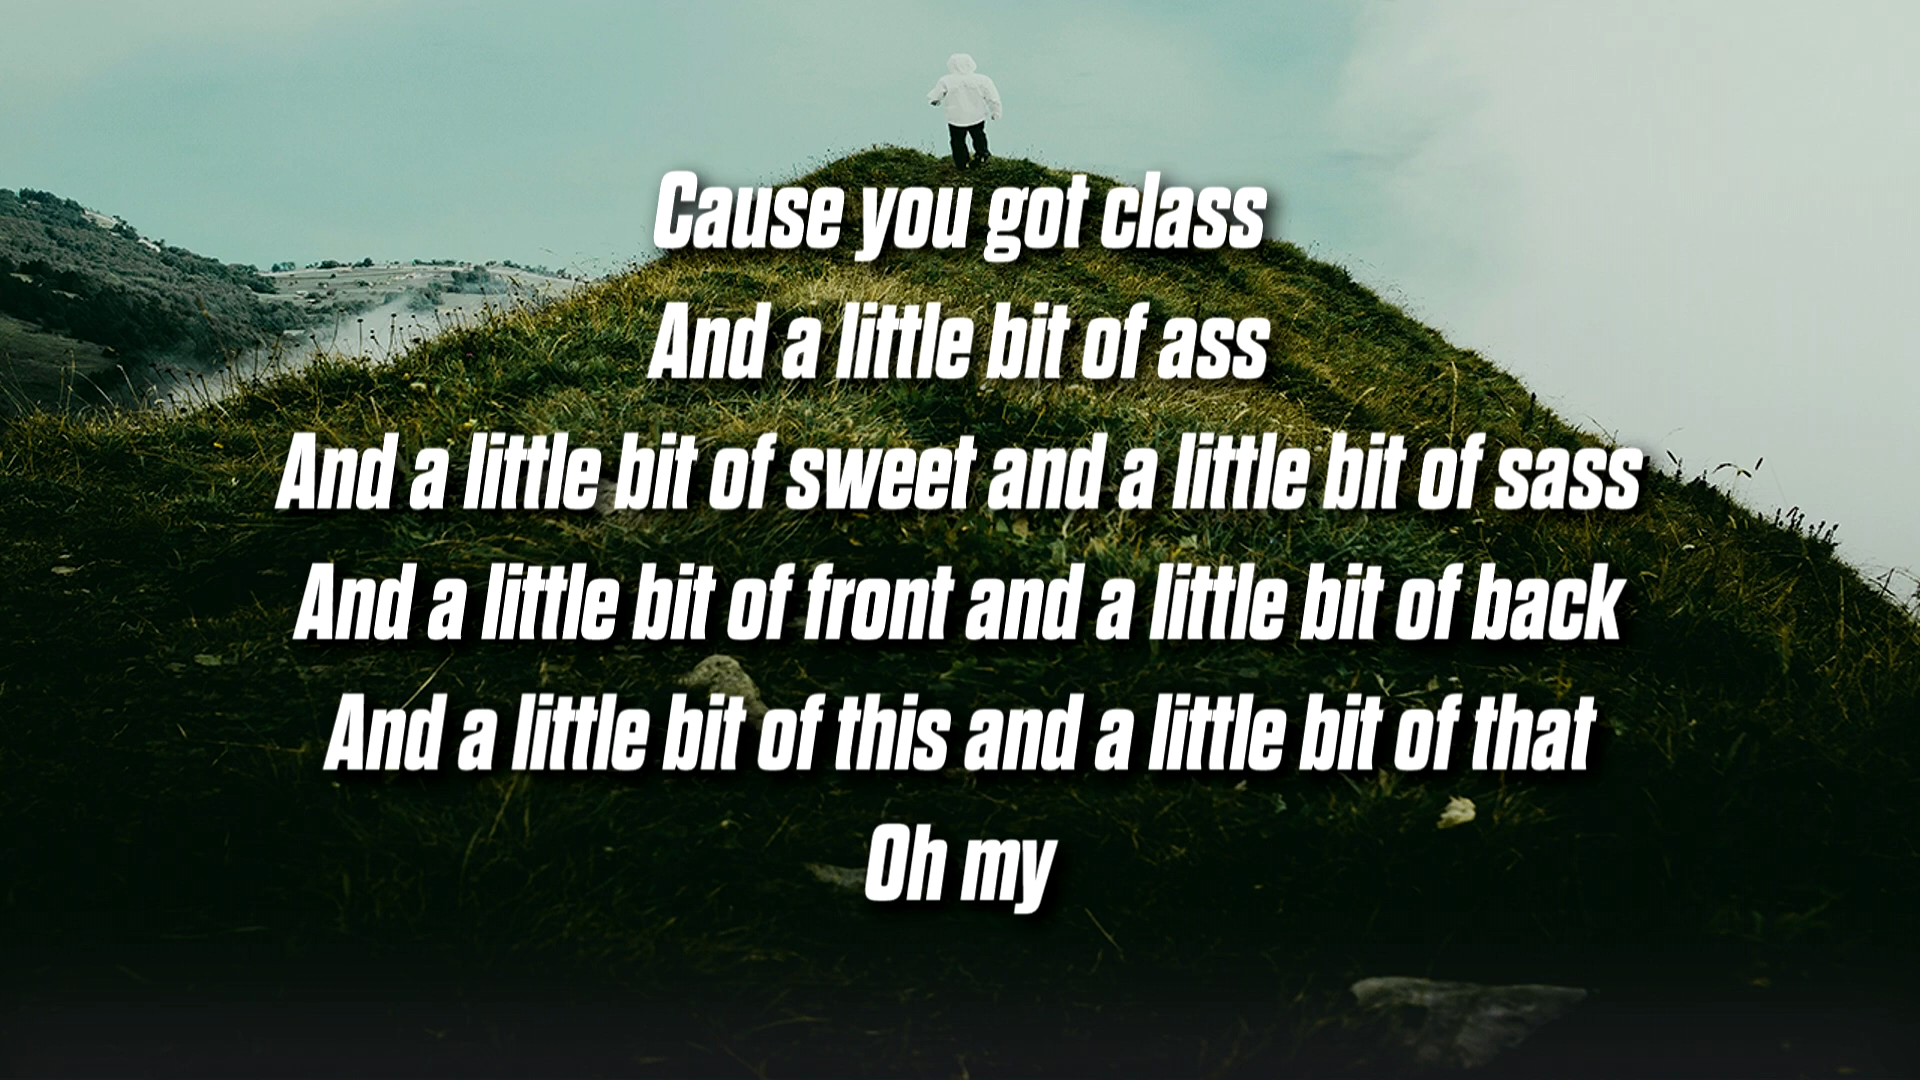 Cause you got class
And a little bit of ass
And a little bit of sweet and a little bit of sass
And a little bit of front and a little bit of back
And a little bit of this and a little bit of that
Oh my